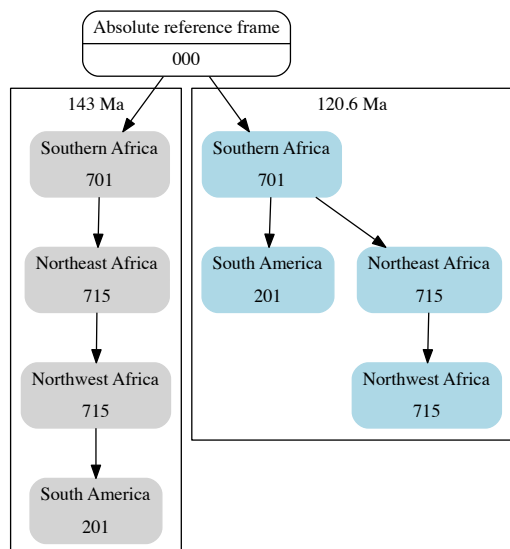 Absolute reference frame
000
143 Ma
Southern Africa
701
Northeast Africa
715
Northwest Africa
715
South America
201
120.6 Ma
Southern Africa
701
South America
201
Northeast Africa
715
Northwest Africa
715